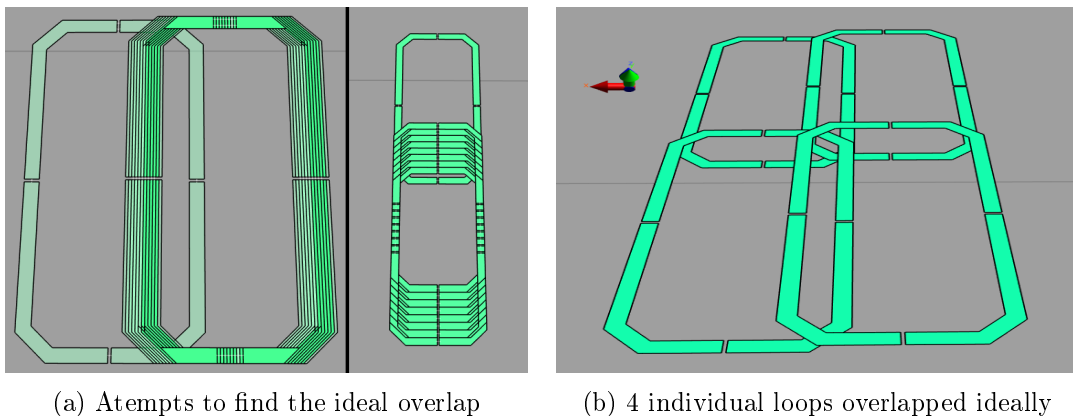 (a) Atempts to find the ideal overlap
(b) 4 individual loops overlapped ideally